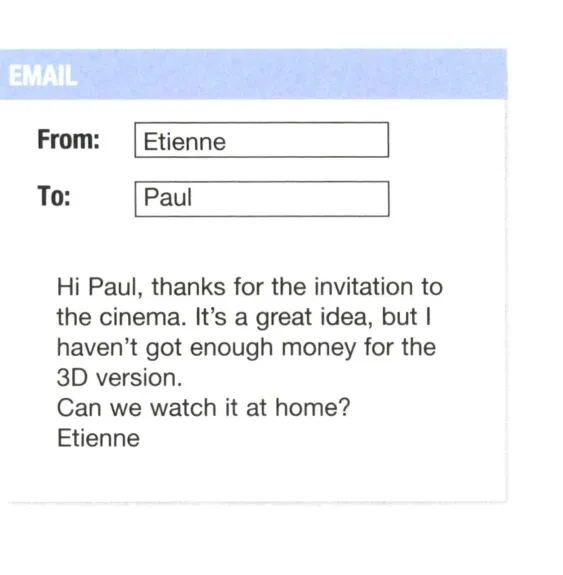 EMAIL
From: Etienne
To: Paul
Hi Paul, thanks for the invitation to
the cinema. It's a great idea, but I
haven't got enough money for the
3D version.
Can we watch it at home?
Etienne